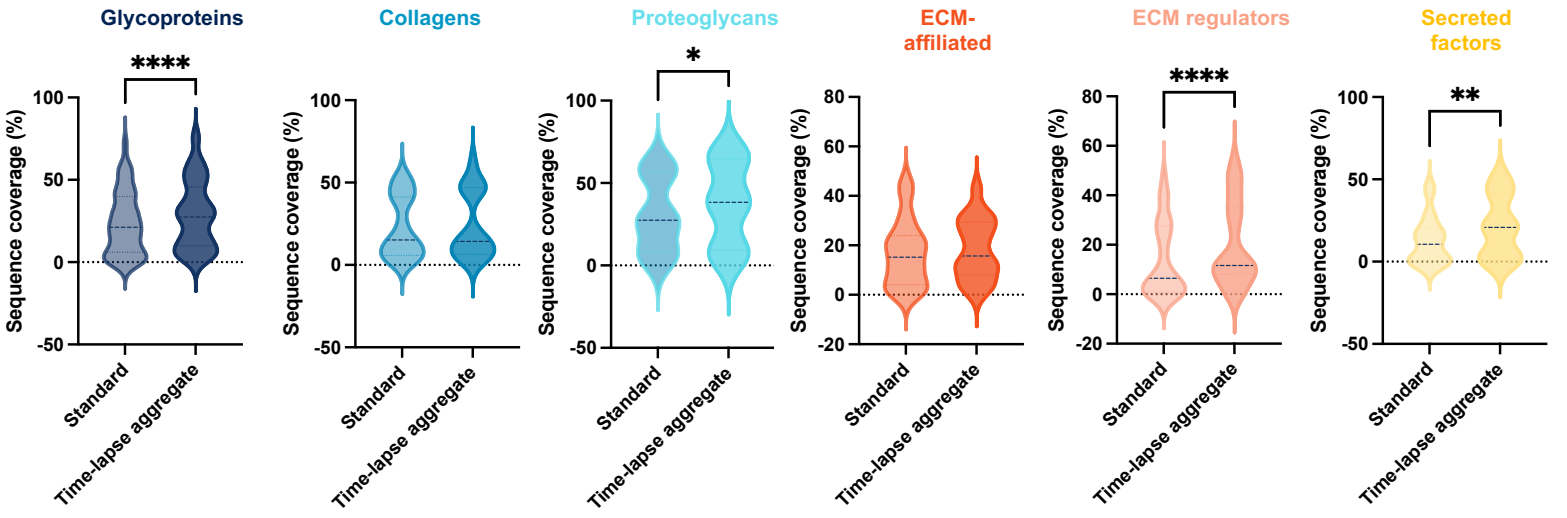 Glycoproteins
****
Sequence coverage (%)
100
50
0
-50
Standard
Time-lapse aggregate
Collagens
Sequence coverage (%)
100
50
0
-50
Standard
Time-lapse aggregate
Proteoglycans
*
Sequence coverage (%)
100
50
0
-50
Standard
Time-lapse aggregate
ECM-
affiliated
Sequence coverage (%)
80
60
40
20
0
-20
Standard
Time-lapse aggregate
ECM regulators
****
Sequence coverage (%)
80
60
40
20
0
-20
Standard
Time-lapse aggregate
Secreted
factors
**
Sequence coverage (%)
100
50
0
-50
Standard
Time-lapse aggregate